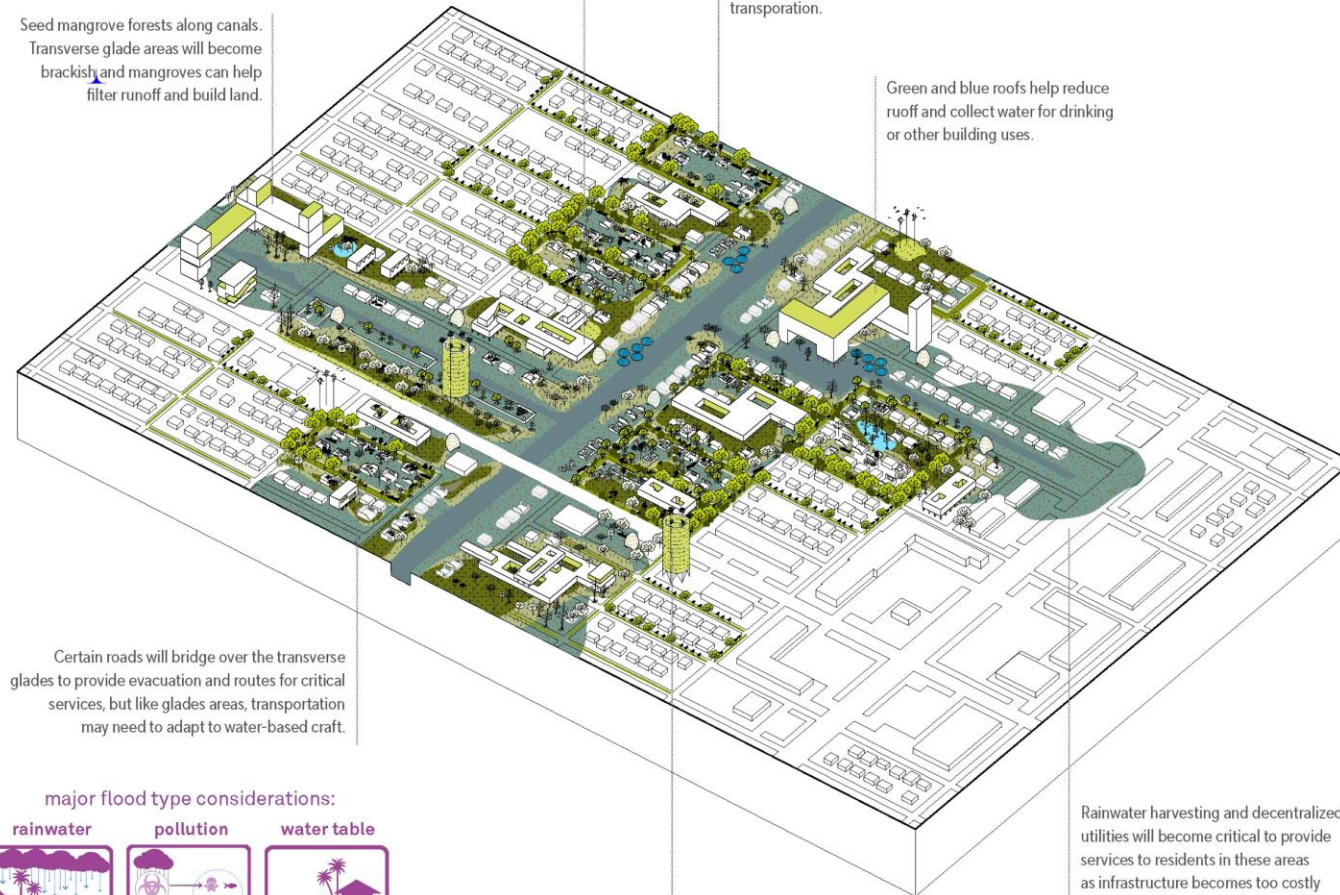 transporation.
Seed mangrove forests along canals.
Transverse glade areas will become
brackish and mangroves can help
filter runoff and build land.
Green and blue roofs help reduce
ruoff and collect water for drinking
or other building uses.
Certain roads will bridge over the transverse
glades to provide evacuation and routes for critical
services, but like glades areas, transportation
may need to adapt to water-based craft.
major flood type considerations:
rainwater
pollution
water table
Rainwater harvesting and decentralized
utilities will become critical to provide
services to residents in these areas
as infrastructure becomes too costly